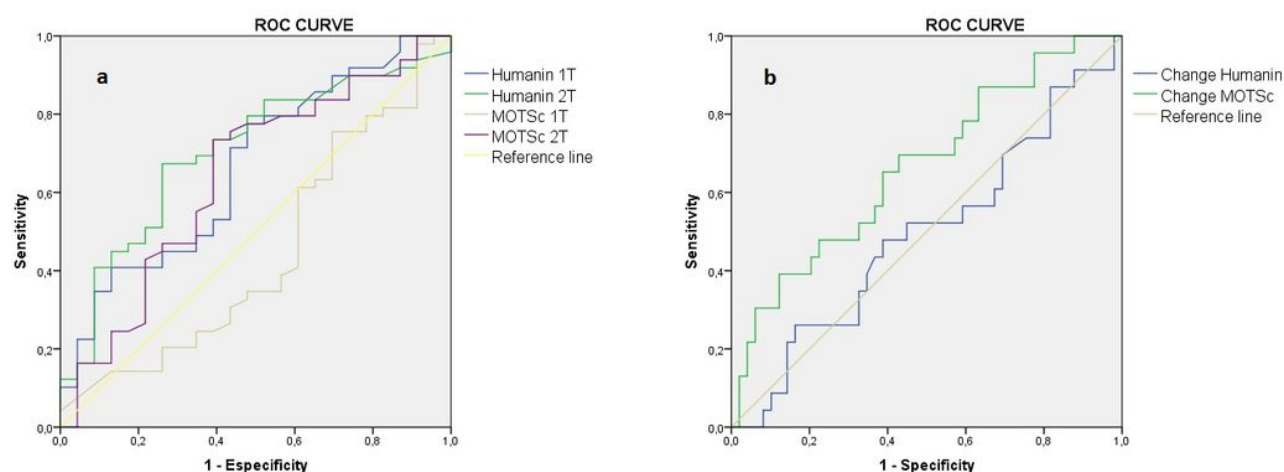 ROC CURVE
a
Humanin 1T
Humanin 2T
MOTSc 1T
MOTSc 2T
Reference line
Sensitivity
1,0
0,8
0,6
0,4
0,2
0,0
0,0 0,2 0,4 0,6 0,8 1,0
1 - Especificity
ROC CURVE
b
Change Humanin
Change MOTSc
Reference line
Sensitivity
1,0
0,8
0,6
0,4
0,2
0,0
0,0 0,2 0,4 0,6 0,8 1,0
1 - Specificity